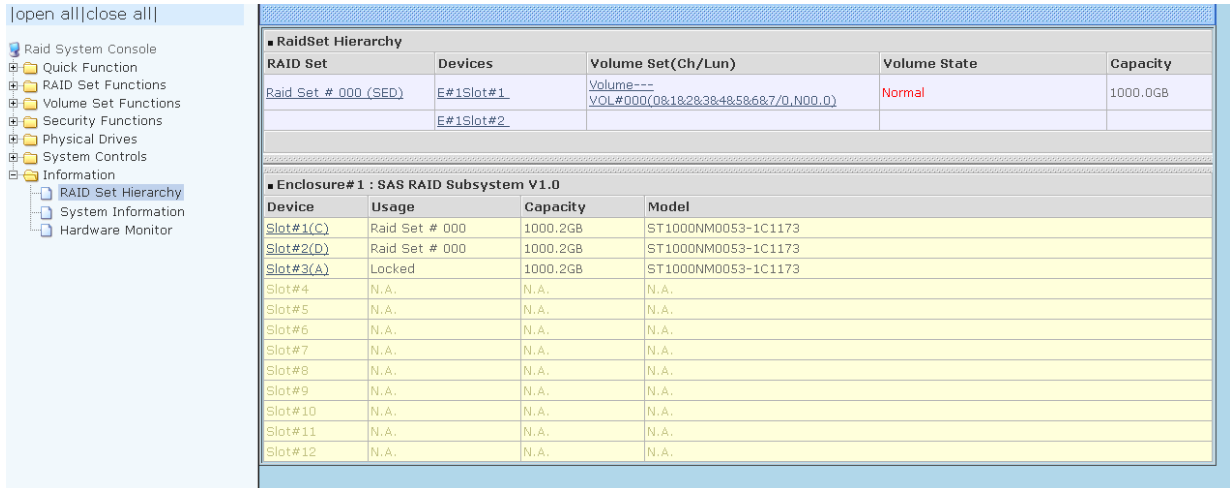 |open all|close all|
Raid System Console
Quick Function
RAID Set Functions
Volume Set Functions
Security Functions
Physical Drives
System Controls
Information
RAID Set Hierarchy
System Information
Hardware Monitor
RaidSet Hierarchy
RAID Set Devices Volume Set(Ch/Lun) Volume State Capacity
Raid Set # 000 (SED) E#1Slot#1 Volume---VOL#000(0&1&2&3&4&5&6&7/0,N00.0) Normal 1000.0GB
E#1Slot#2
Enclosure#1 : SAS RAID Subsystem V1.0
Device Usage Capacity Model
Slot#1(C) Raid Set # 000 1000.2GB ST1000NM0053-1C1173
Slot#2(D) Raid Set # 000 1000.2GB ST1000NM0053-1C1173
Slot#3(A) Locked 1000.2GB ST1000NM0053-1C1173
Slot#4 N.A. N.A. N.A.
Slot#5 N.A. N.A. N.A.
Slot#6 N.A. N.A. N.A.
Slot#7 N.A. N.A. N.A.
Slot#8 N.A. N.A. N.A.
Slot#9 N.A. N.A. N.A.
Slot#10 N.A. N.A. N.A.
Slot#11 N.A. N.A. N.A.
Slot#12 N.A. N.A. N.A.